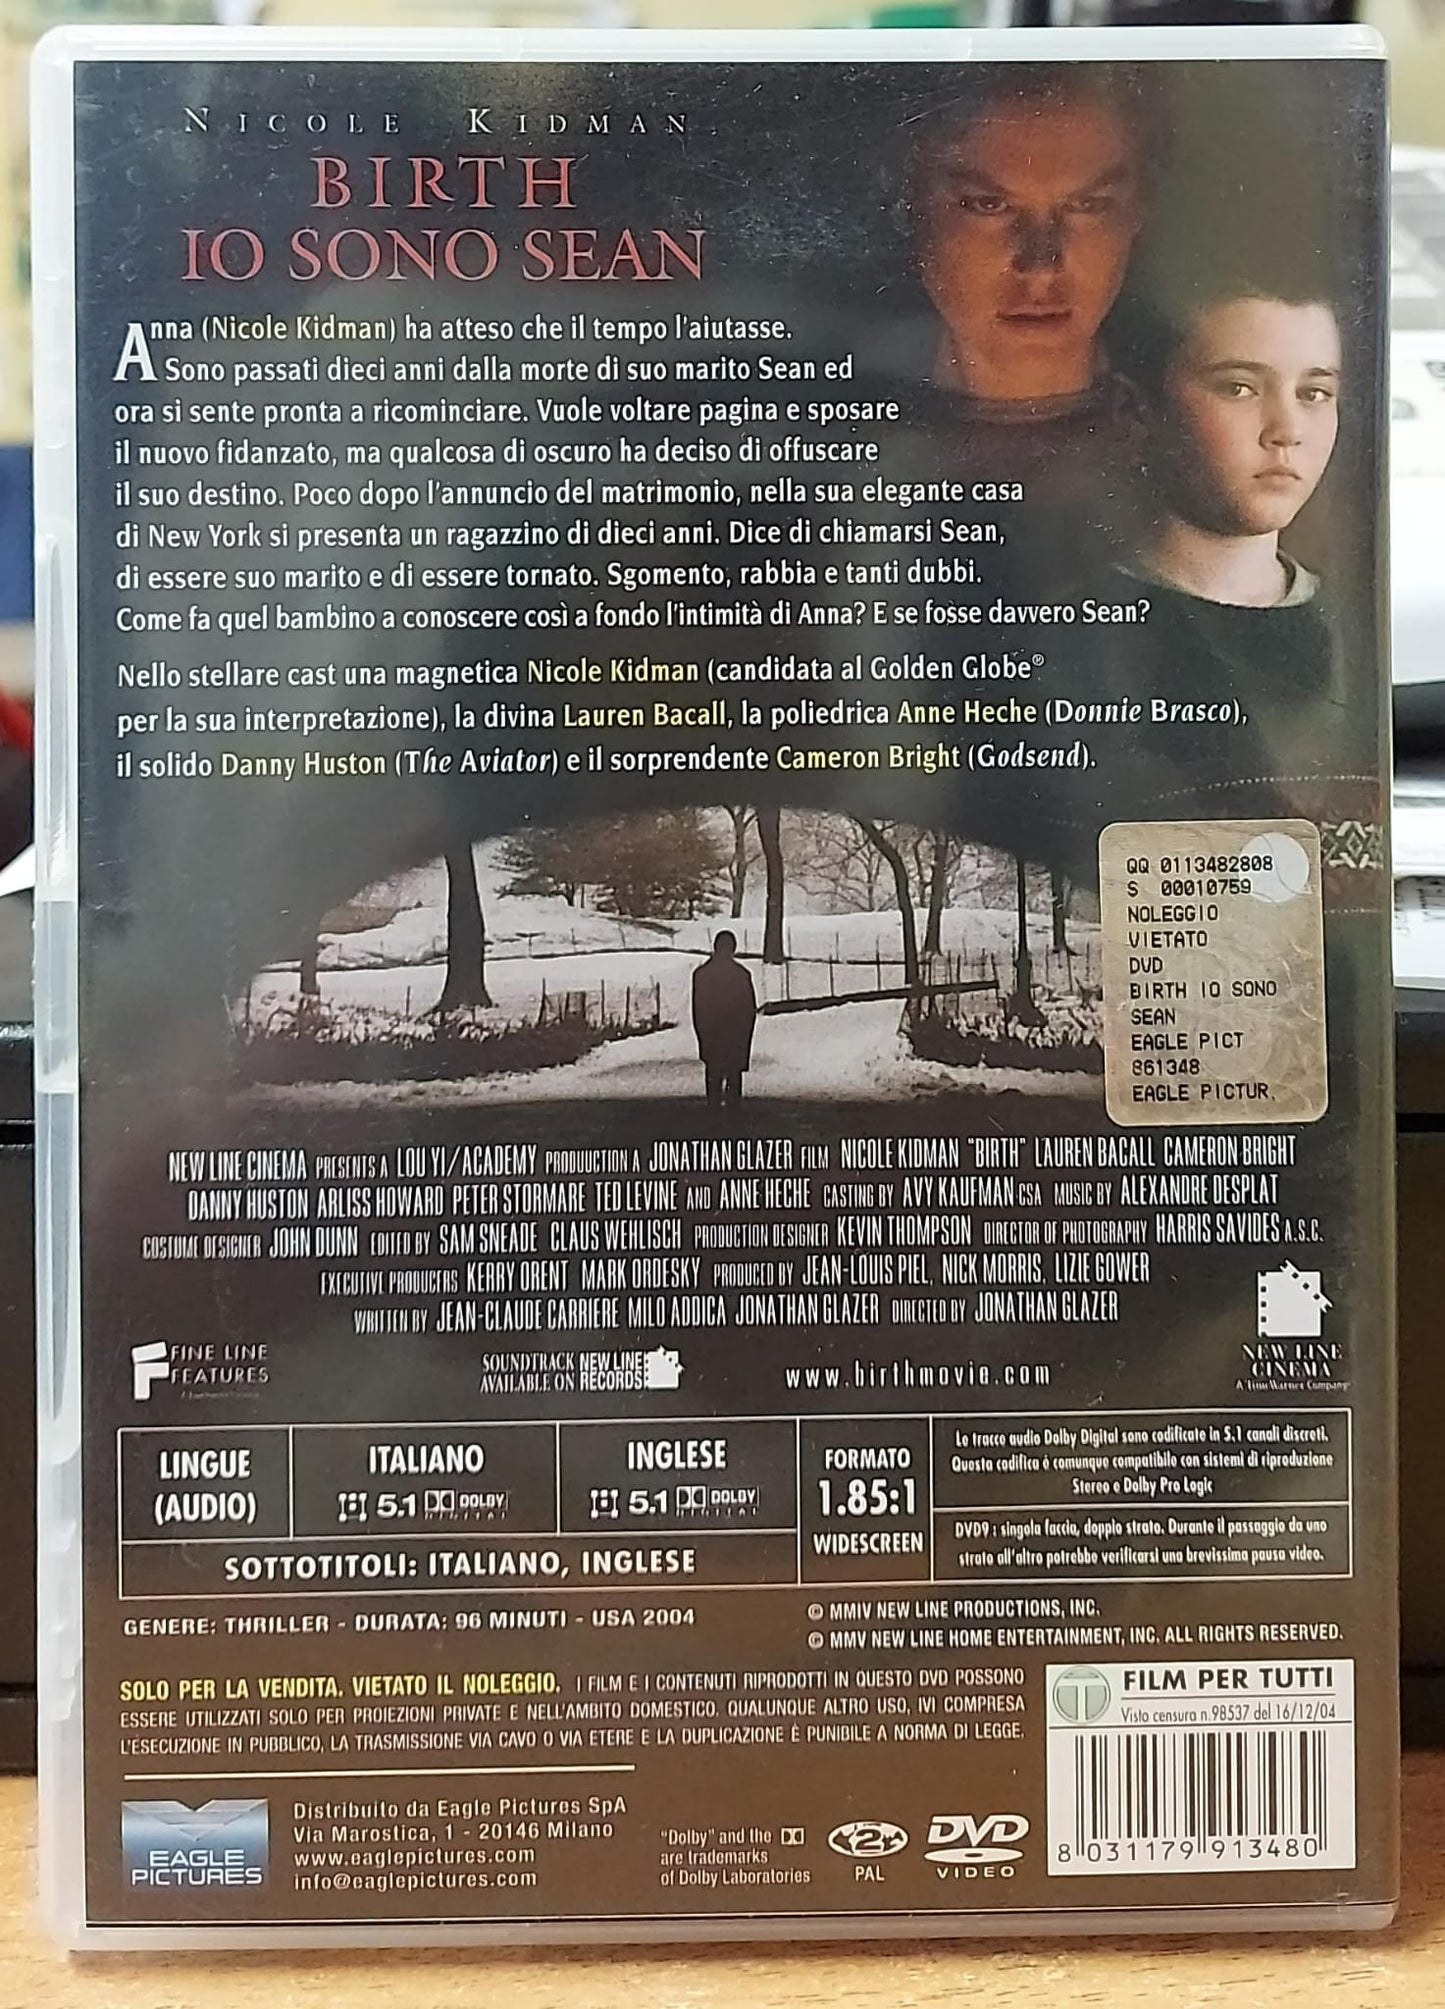 NICOLE KIDMAN
BIRTH
IO SONO SEAN
Anna (Nicole Kidman) ha atteso che il tempo l'aiutasse.
Sono passati dieci anni dalla morte di suo marito Sean ed
ora si sente pronta a ricominciare. Vuole voltare pagina e sposare
il nuovo fidanzato, ma qualcosa di oscuro ha deciso di offuscare
il suo destino. Poco dopo l'annuncio del matrimonio, nella sua elegante casa
di New York si presenta un ragazzino di dieci anni. Dice di chiamarsi Sean,
di essere suo marito e di essere tornato. Sgomento, rabbia e tanti dubbi.
Come fa quel bambino a conoscere così a fondo l'intimità di Anna? E se fosse davvero Sean?
Nello stellare cast una magnetica Nicole Kidman (candidata al Golden Globe®
per la sua interpretazione), la divina Lauren Bacall, la poliedrica Anne Heche (Donnie Brasco),
il solido Danny Huston (The Aviator) e il sorprendente Cameron Bright (Godsend).
QQ 0113482808
S 00010759
NOLEGGIO
VIETATO
DVD
BIRTH IO SONO
SEAN
EAGLE PICT
861348
EAGLE PICTUR.
NEW LINE CINEMA PRESENTS A LOU YI/ACADEMY PRODUUCTION A JONATHAN GLAZER FILM NICOLE KIDMAN "BIRTH" LAUREN BACALL CAMERON BRIGHT
DANNY HUSTON ARLISS HOWARD PETER STORMARE TED LEVINE AND ANNE HECHE CASTING BY AVY KAUFMAN CSA MUSIC BY ALEXANDRE DESPLAT
COSTUME DESIGNER JOHN DUNN EDITED BY SAM SNEADE CLAUS WEHLISCH PRODUCTION DESIGNER KEVIN THOMPSON DIRECTOR OF PHOTOGRAPHY HARRIS SAVIDES A.S.C.
EXECUTIVE PRODUCERS KERRY ORENT MARK ORDESKY PRODUCED BY JEAN-LOUIS PIEL, NICK MORRIS, LIZIE GOWER
WRITTEN BY JEAN-CLAUDE CARRIERE MILO ADDICA JONATHAN GLAZER DIRECTED BY JONATHAN GLAZER
FINE LINE
FEATURES
SOUNDTRACK NEW LINE
AVAILABLE ON RECORDS
www.birthmovie.com
NEW LINE
CINEMA
A Time Warner Company
LINGUE
(AUDIO)
ITALIANO
5.1 DOLBY
DIGITAL
INGLESE
5.1 DOLBY
DIGITAL
SOTTOTITOLI: ITALIANO, INGLESE
FORMATO
1.85:1
WIDESCREEN
Le tracce audio Dolby Digital sono codificate in 5.1 canali discreti.
Questa codifica è comunque compatibile con sistemi di riproduzione
Stereo e Dolby Pro Logic
DVD9: singola faccia, doppio strato. Durante il passaggio da uno
strato all'altro potrebbe verificarsi una brevissima pausa video.
GENERE: THRILLER - DURATA: 96 MINUTI - USA 2004
© MMIV NEW LINE PRODUCTIONS, INC.
© MMV NEW LINE HOME ENTERTAINMENT, INC. ALL RIGHTS RESERVED.
SOLO PER LA VENDITA. VIETATO IL NOLEGGIO. I FILM E I CONTENUTI RIPRODOTTI IN QUESTO DVD POSSONO
ESSERE UTILIZZATI SOLO PER PROIEZIONI PRIVATE E NELL'AMBITO DOMESTICO. QUALUNQUE ALTRO USO, IVI COMPRESA
L'ESECUZIONE IN PUBBLICO, LA TRASMISSIONE VIA CAVO O VIA ETERE E LA DUPLICAZIONE È PUNIBILE A NORMA DI LEGGE.
T FILM PER TUTTI
Visto censura n.98537 del 16/12/04
8 031179 913480
EAGLE
PICTURES
Distribuito da Eagle Pictures SpA
Via Marostica, 1 - 20146 Milano
www.eaglepictures.com
info@eaglepictures.com
"Dolby" and the
are trademarks
of Dolby Laboratories
2
PAL
DVD
VIDEO